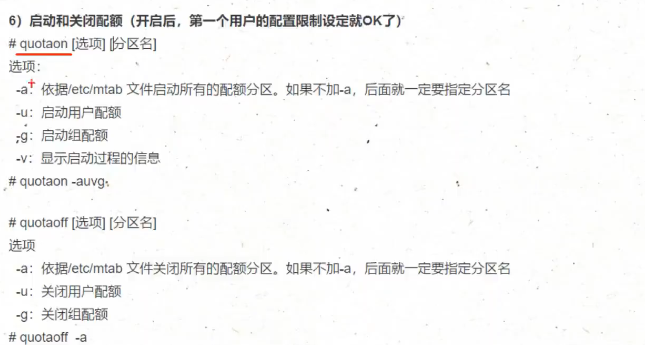 6）启动和关闭配额（开启后，第一个用户的配置限制设定就OK了）
# quotaon [选项] [分区名]
选项：
-a：依据/etc/mtab 文件启动所有的配额分区。如果不加-a，后面就一定要指定分区名
-u：启动用户配额
-g：启动组配额
-v：显示启动过程的信息
# quotaon -auvg
# quotaoff [选项] [分区名]
选项
-a：依据/etc/mtab 文件关闭所有的配额分区。如果不加-a，后面就一定要指定分区名
-u：关闭用户配额
-g：关闭组配额
# quotaoff -a